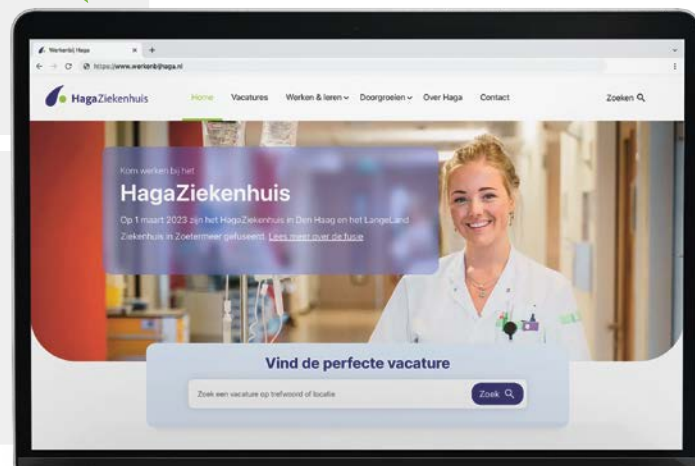 Werkenbij Haga
https://www.werkenbijhaga.nl
HagaZiekenhuis Home Vacatures Werken & leren Doorgroeien Over Haga Contact Zoeken
Kom werken bij het
HagaZiekenhuis
Op 1 maart 2023 zijn het HagaZiekenhuis in Den Haag en het LangeLand
Ziekenhuis in Zoetermeer gefuseerd. Lees meer over de fusie
Vind de perfecte vacature
Zoek een vacature op trefwoord of locatie Zoek